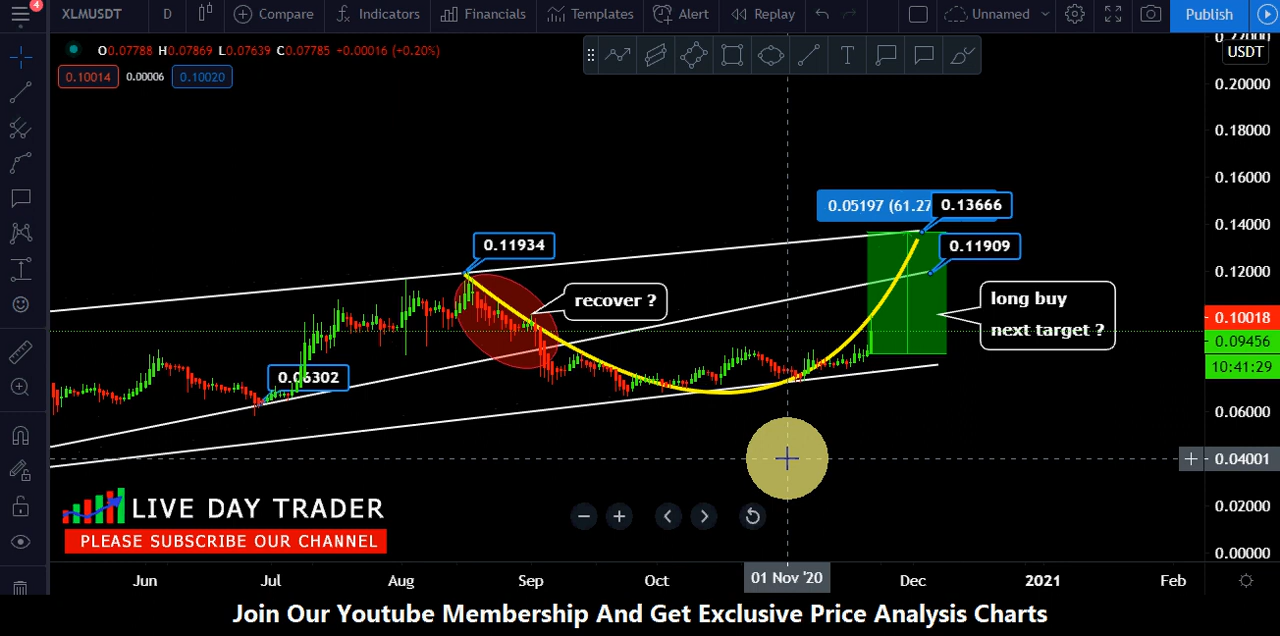 4
XLMUSDT
D
Compare
Indicators
Financials
Templates
Alert
Replay
Unnamed
Publish
O0.07788 H0.07869 L0.07639 C0.07785 +0.00016 (+0.20%)
0.10014
0.00006
0.10020
USDT
0.20000
0.18000
0.16000
0.14000
0.12000
0.10018
0.09456
10:41:29
0.06000
0.04001
0.02000
0.00000
0.05197 (61.27
0.13666
0.11934
0.11909
recover ?
long buy
next target ?
0.06302
LIVE DAY TRADER
PLEASE SUBSCRIBE OUR CHANNEL
Jun
Jul
Aug
Sep
Oct
01 Nov '20
Dec
2021
Feb
Join Our Youtube Membership And Get Exclusive Price Analysis Charts